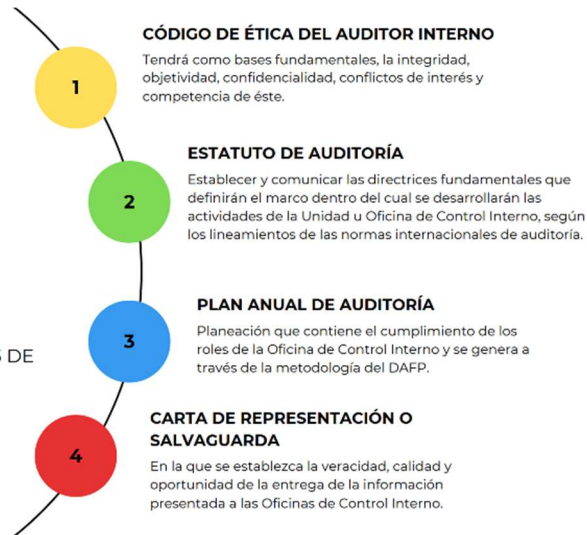 CÓDIGO DE ÉTICA DEL AUDITOR INTERNO
Tendrá como bases fundamentales, la integridad,
objetividad, confidencialidad, conflictos de interés y
competencia de éste.
1
ESTATUTO DE AUDITORÍA
Establecer y comunicar las directrices fundamentales que
definirán el marco dentro del cual se desarrollarán las
actividades de la Unidad u Oficina de Control Interno, según
los lineamientos de las normas internacionales de auditoría.
2
PLAN ANUAL DE AUDITORÍA
Planeación que contiene el cumplimiento de los
roles de la Oficina de Control Interno y se genera a
través de la metodología del DAFP.
3
DE
CARTA DE REPRESENTACIÓN O
SALVAGUARDA
En la que se establezca la veracidad, calidad y
oportunidad de la entrega de la información
presentada a las Oficinas de Control Interno.
4